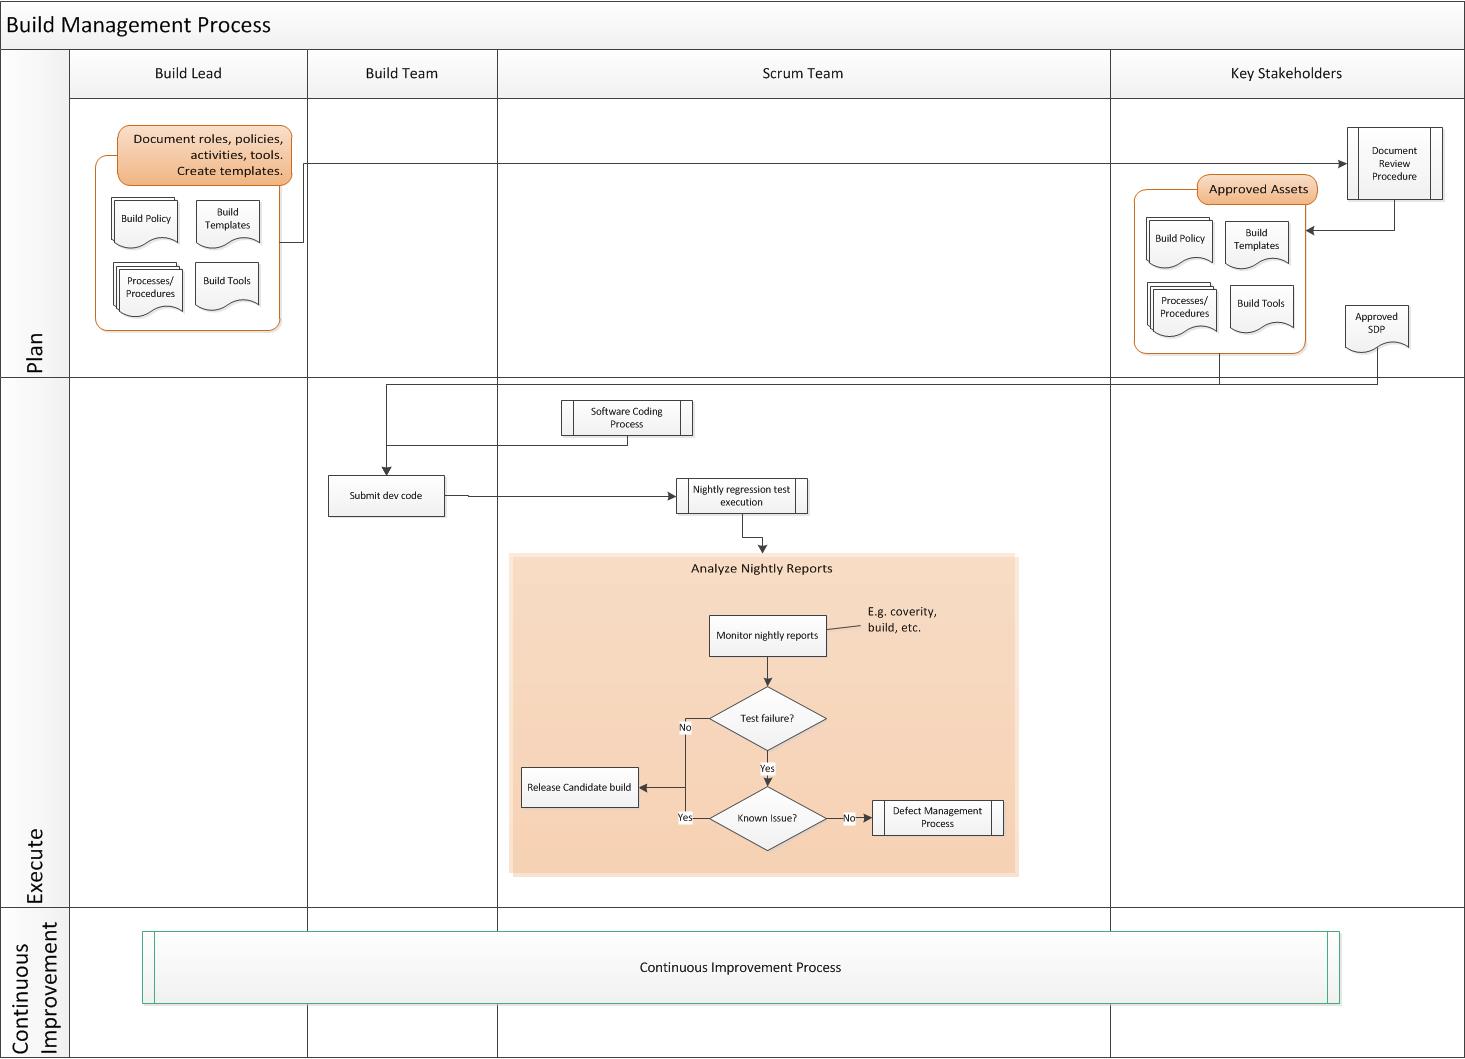 Build Management Process
Build Lead
Build Team
Scrum Team
Key Stakeholders
Plan
Document roles, policies,
activities, tools.
Create templates.
Build Policy
Build
Templates
Processes/
Procedures
Build Tools
Document
Review
Procedure
Approved Assets
Build Policy
Build
Templates
Processes/
Procedures
Build Tools
Approved
SDP
Execute
Software Coding
Process
Submit dev code
Nightly regression test
execution
Analyze Nightly Reports
Monitor nightly reports
E.g. coverity,
build, etc.
Test failure?
No
Yes
Release Candidate build
Known Issue?
Yes
No
Defect Management
Process
Continuous
Improvement
Continuous Improvement Process